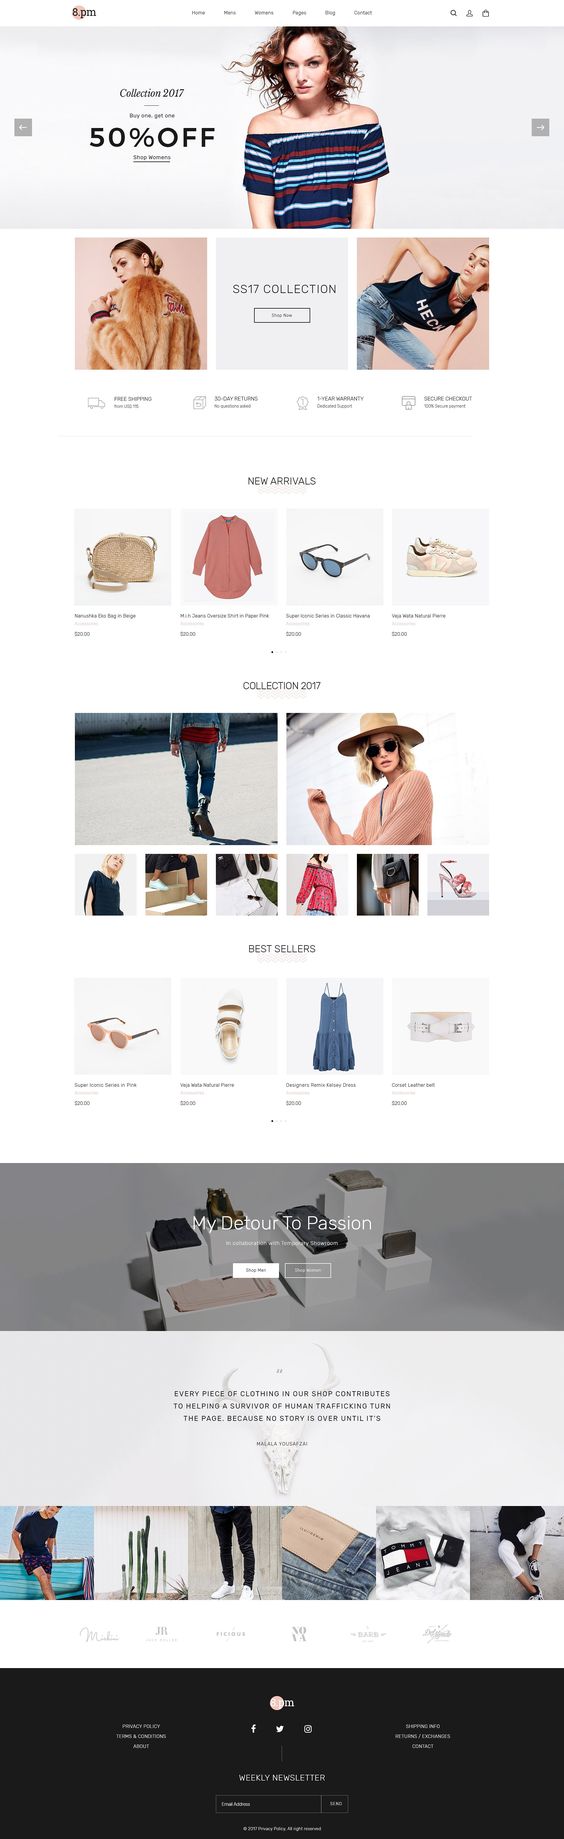 8.pm
Home Mens Womens Pages Blog Contact
Collection 2017
Buy one, get one
50%OFF
Shop Womens
SS17 COLLECTION
Shop Now
HECK
FREE SHIPPING
from US$ 115
30-DAY RETURNS
No questions asked
1-YEAR WARRANTY
Dedicated Support
SECURE CHECKOUT
100% Secure payment
NEW ARRIVALS
Nanushka Eko Bag in Beige
Accessories
$20.00
M.i.h Jeans Oversize Shirt in Paper Pink
Accessories
$20.00
Super Iconic Series in Classic Havana
Accessories
$20.00
Veja Wata Natural Pierre
Accessories
$20.00
COLLECTION 2017
BEST SELLERS
Super Iconic Series in Pink
Accessories
$20.00
Veja Wata Natural Pierre
Accessories
$20.00
Designers Remix Kelsey Dress
Accessories
$20.00
Corset Leather belt
Accessories
$20.00
My Detour To Passion
In collaboration with Temporary Showroom
Shop Men
Shop Women
"
EVERY PIECE OF CLOTHING IN OUR SHOP CONTRIBUTES
TO HELPING A SURVIVOR OF HUMAN TRAFFICKING TURN
THE PAGE. BECAUSE NO STORY IS OVER UNTIL IT'S
MALALA YOUSAFZAI
TOMMY
JEANS
JR
FICIOUS
NOVA
BARB
8.pm
PRIVACY POLICY
TERMS & CONDITIONS
ABOUT
SHIPPING INFO
RETURNS / EXCHANGES
CONTACT
WEEKLY NEWSLETTER
Email Address
SEND
© 2017 Privacy Policy, All right reserved